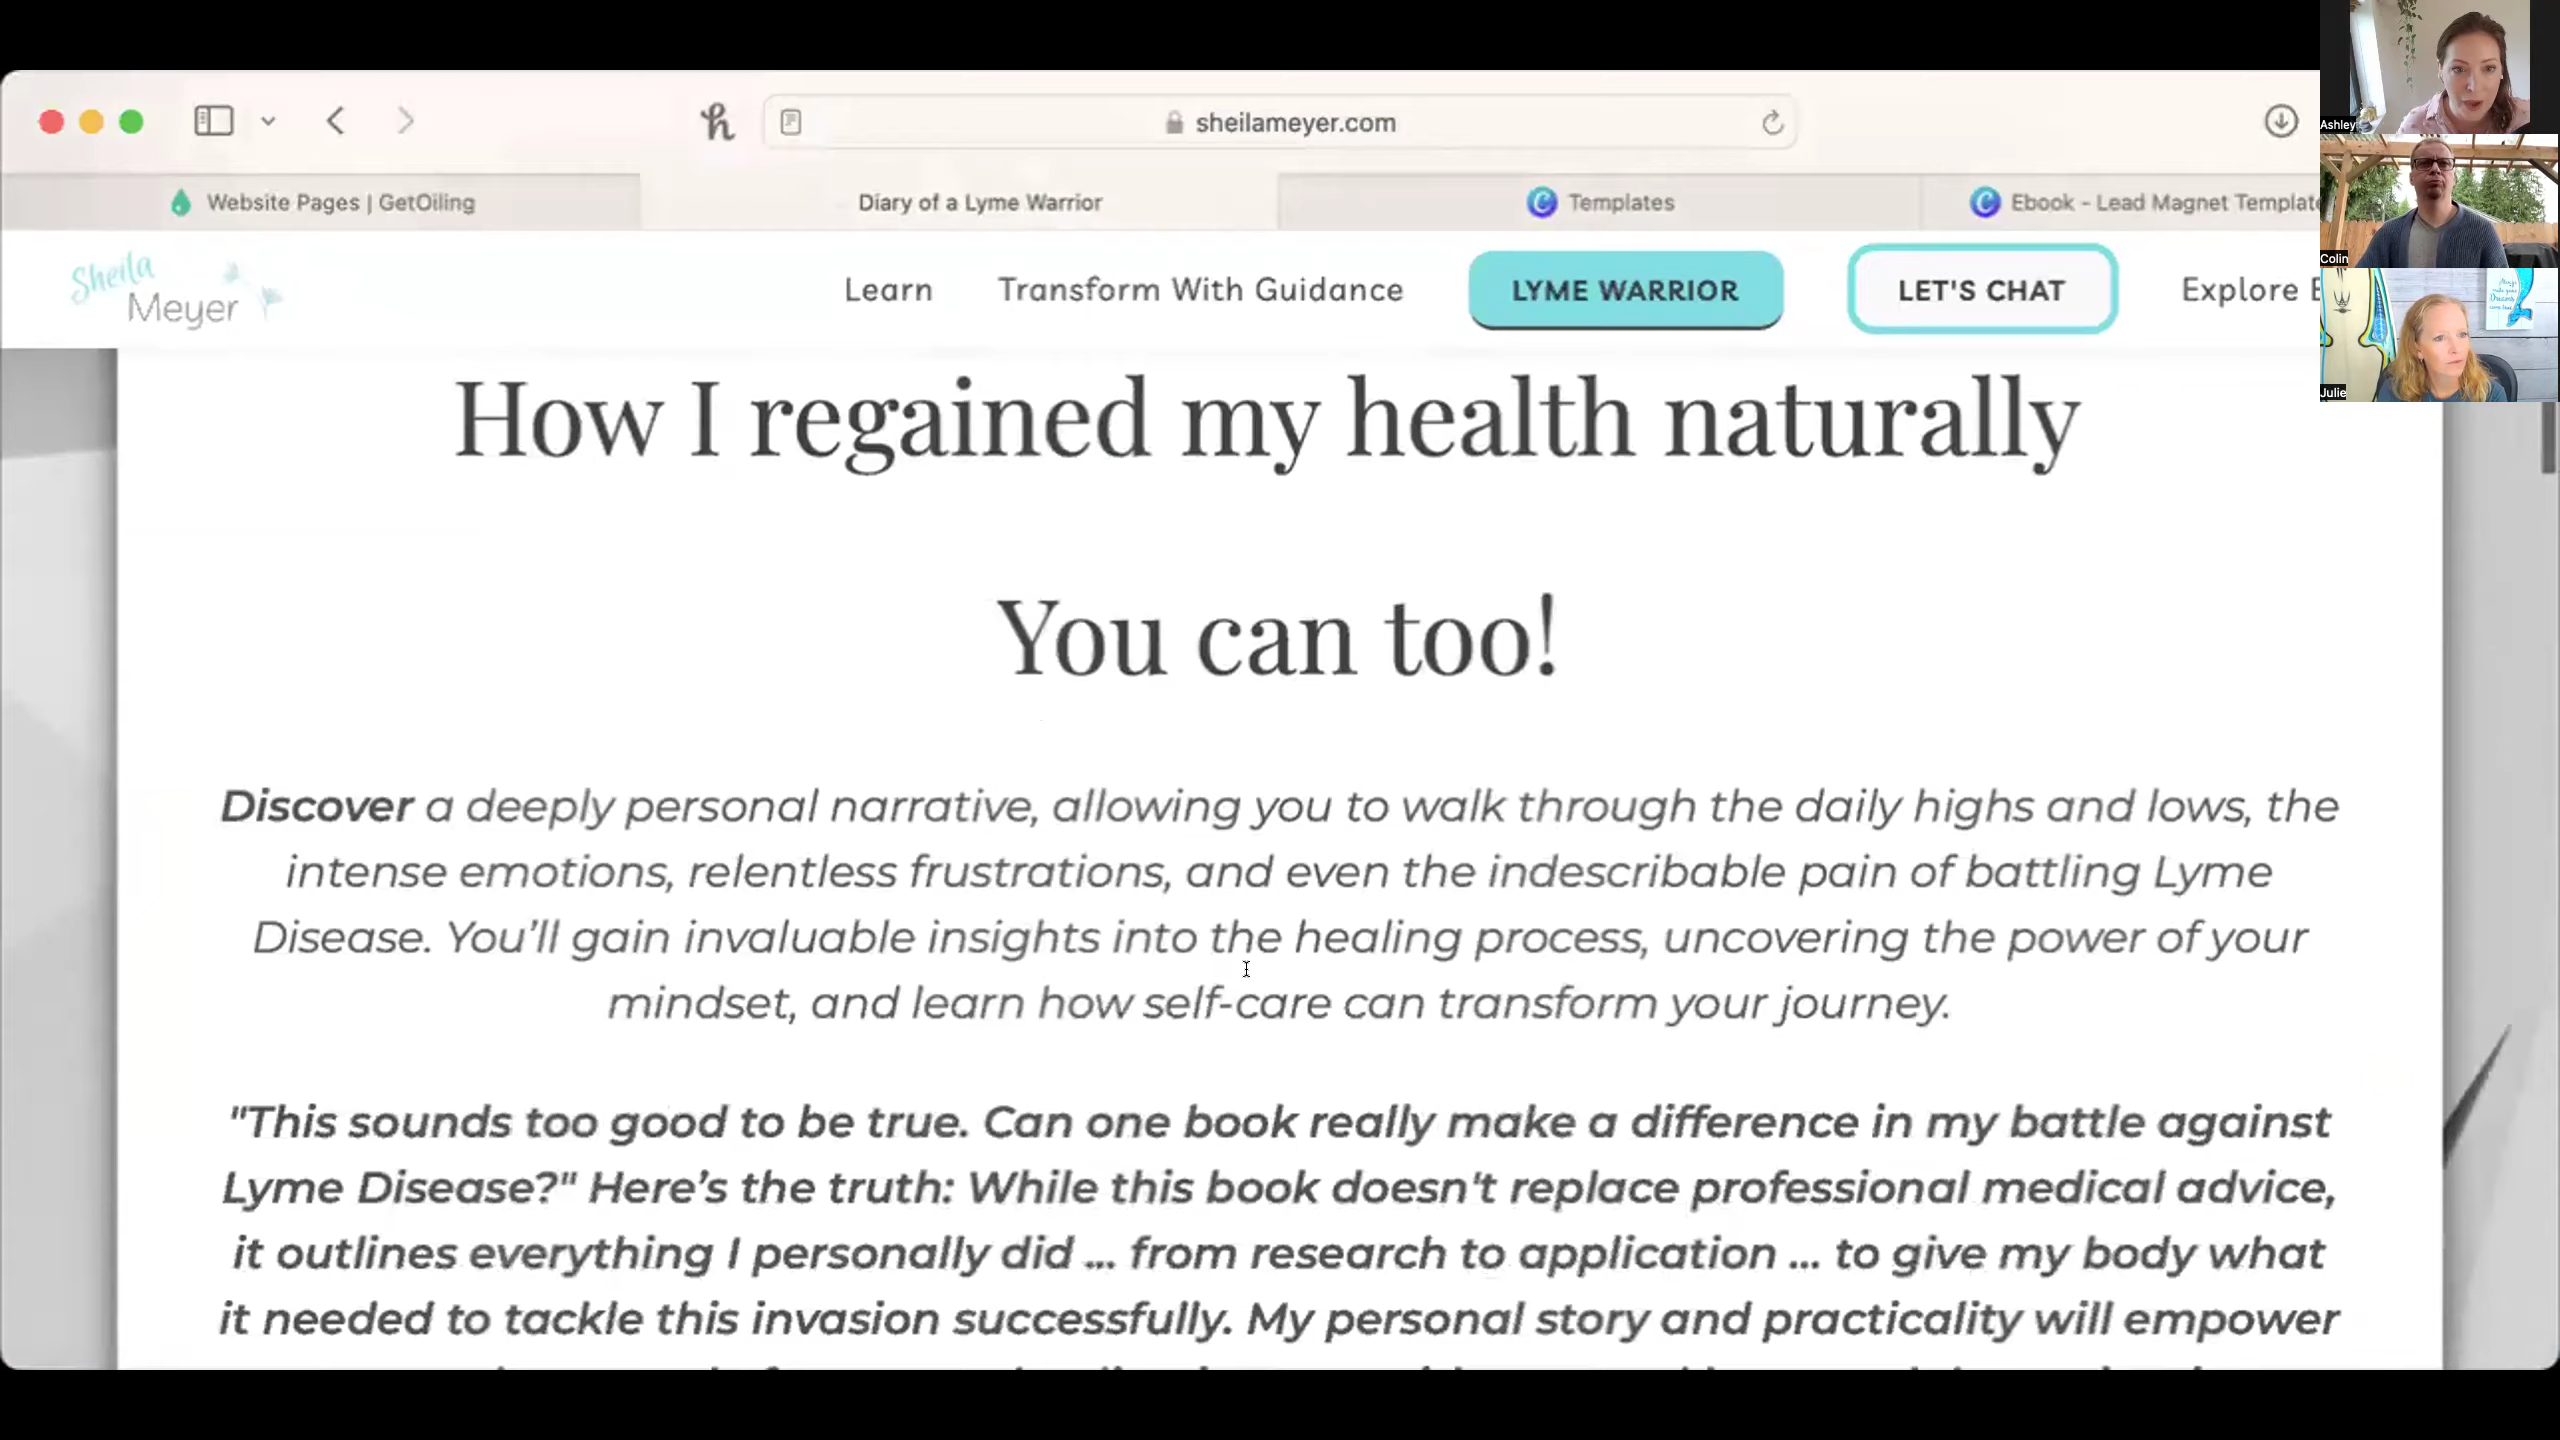 sheilameyer.com
Website Pages | GetOiling
Diary of a Lyme Warrior
Templates
Ebook - Lead Magnet Templat
Sheila
Meyer
Learn
Transform With Guidance
LYME WARRIOR
LET'S CHAT
Explore
Ashley
Colin
Julie
How I regained my health naturally
You can too!
Discover a deeply personal narrative, allowing you to walk through the daily highs and lows, the
intense emotions, relentless frustrations, and even the indescribable pain of battling Lyme
Disease. You’ll gain invaluable insights into the healing process, uncovering the power of your
mindset, and learn how self-care can transform your journey.
"This sounds too good to be true. Can one book really make a difference in my battle against
Lyme Disease?" Here’s the truth: While this book doesn't replace professional medical advice,
it outlines everything I personally did ... from research to application ... to give my body what
it needed to tackle this invasion successfully. My personal story and practicality will empower